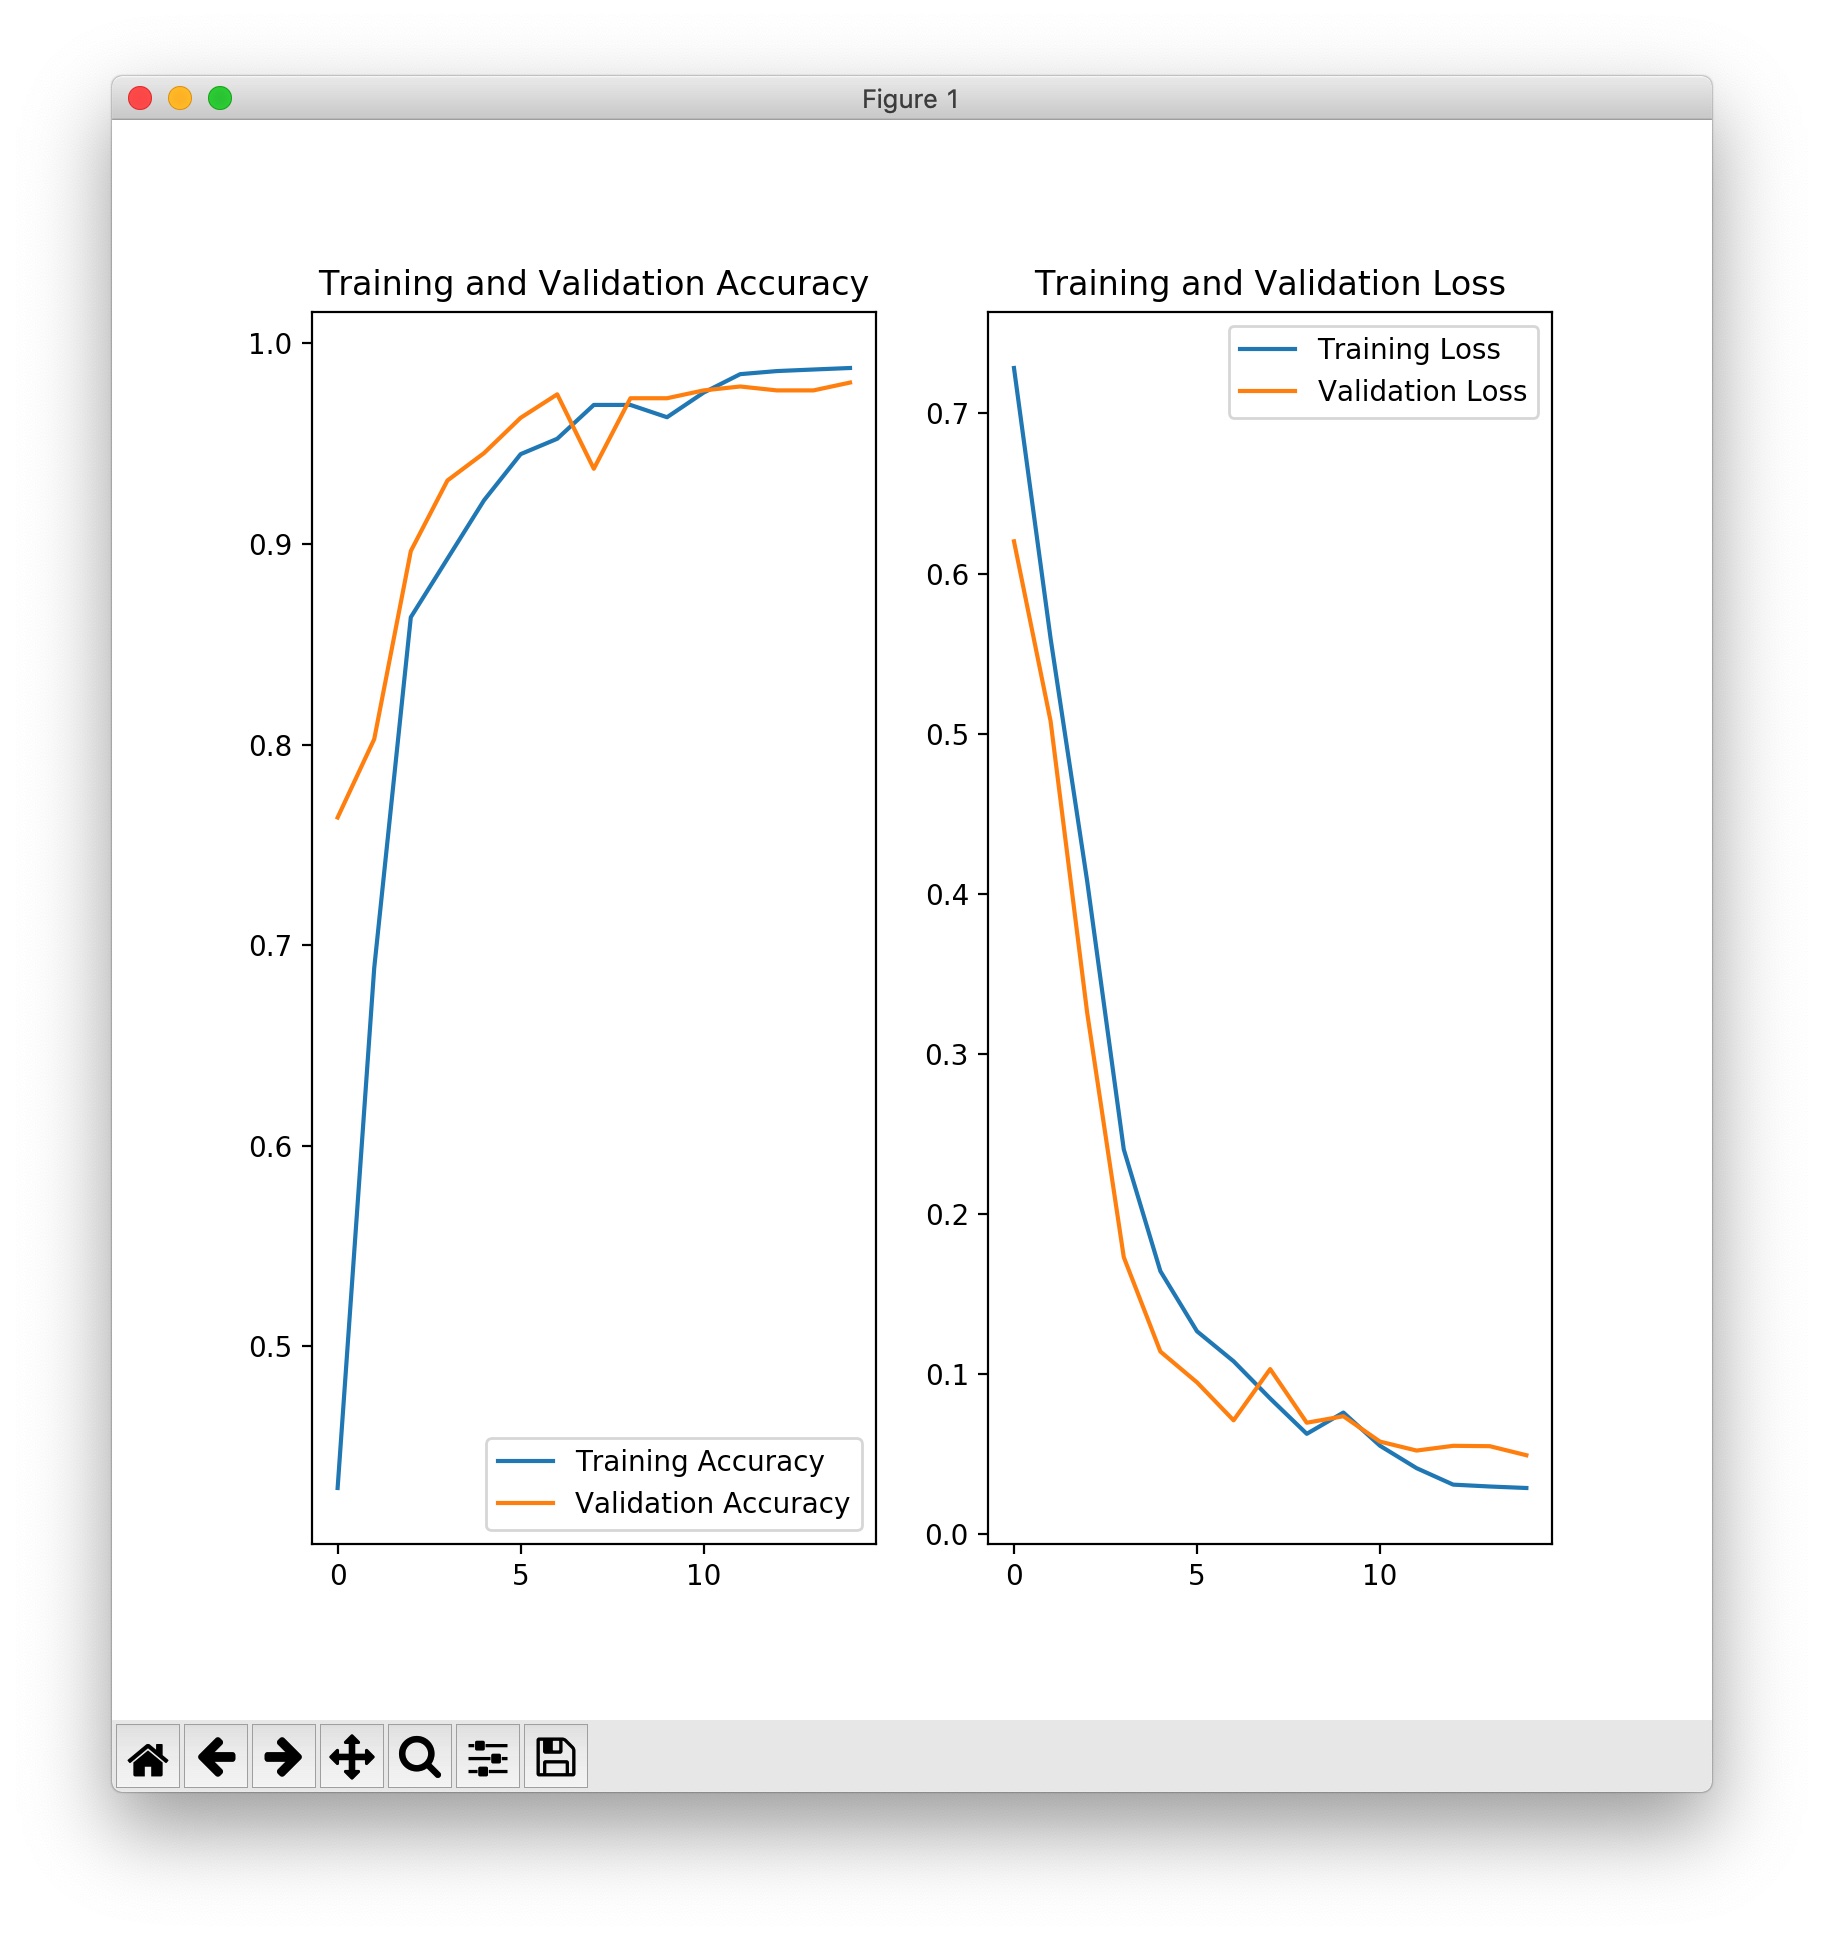 Figure 1
Training and Validation Accuracy
1.0
0.9
0.8
0.7
0.6
0.5
Training Accuracy
Validation Accuracy
0
5
10
Training and Validation Loss
Training Loss
Validation Loss
0.7
0.6
0.5
0.4
0.3
0.2
0.1
0.0
0
5
10